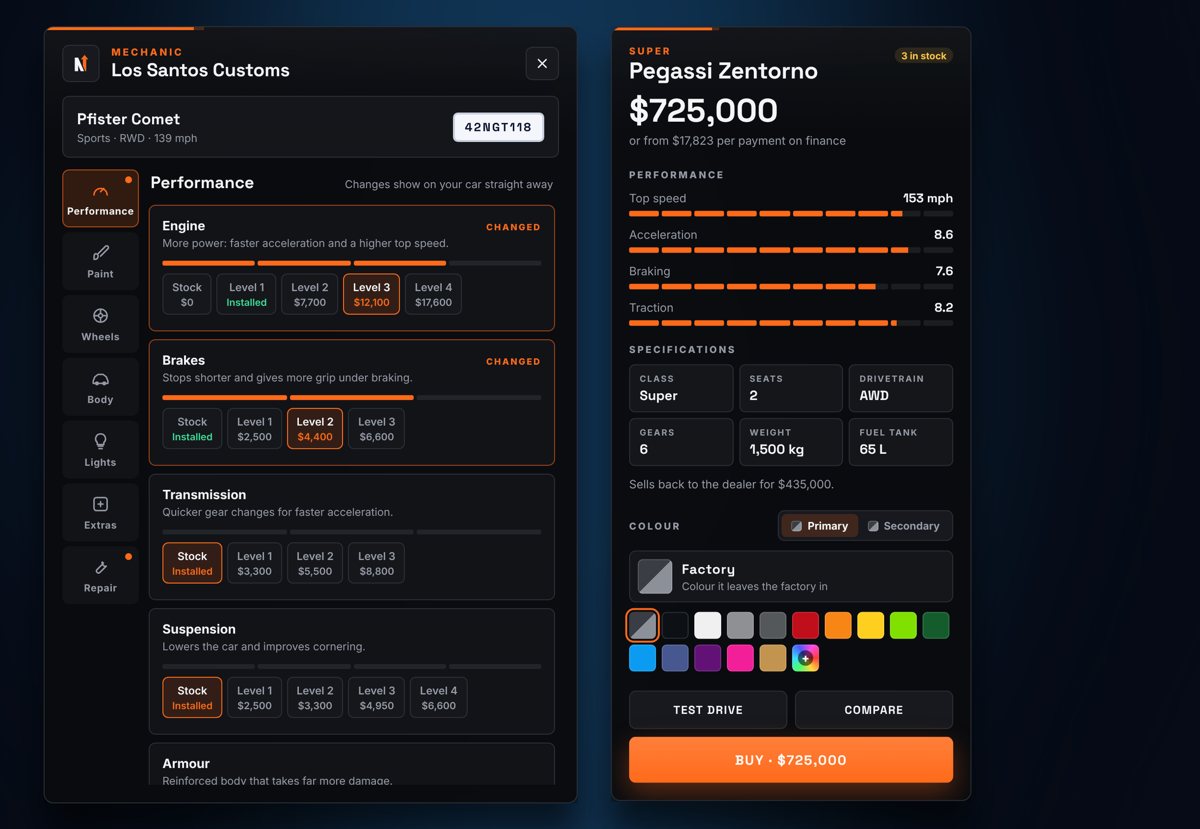 MECHANIC
Los Santos Customs
Pfister Comet
Sports · RWD · 139 mph
42NGT118
Performance
Paint
Wheels
Body
Lights
Extras
Repair
Performance
Changes show on your car straight away
Engine
CHANGED
More power: faster acceleration and a higher top speed.
Stock
$0
Level 1
Installed
Level 2
$7,700
Level 3
$12,100
Level 4
$17,600
Brakes
CHANGED
Stops shorter and gives more grip under braking.
Stock
Installed
Level 1
$2,500
Level 2
$4,400
Level 3
$6,600
Transmission
Quicker gear changes for faster acceleration.
Stock
Installed
Level 1
$3,300
Level 2
$5,500
Level 3
$8,800
Suspension
Lowers the car and improves cornering.
Stock
Installed
Level 1
$2,500
Level 2
$3,300
Level 3
$4,950
Level 4
$6,600
Armour
Reinforced body that takes far more damage.
SUPER
Pegassi Zentorno
3 in stock
$725,000
or from $17,823 per payment on finance
PERFORMANCE
Top speed
153 mph
Acceleration
8.6
Braking
7.6
Traction
8.2
SPECIFICATIONS
CLASS
Super
SEATS
2
DRIVETRAIN
AWD
GEARS
6
WEIGHT
1,500 kg
FUEL TANK
65 L
Sells back to the dealer for $435,000.
COLOUR
Primary
Secondary
Factory
Colour it leaves the factory in
TEST DRIVE
COMPARE
BUY · $725,000